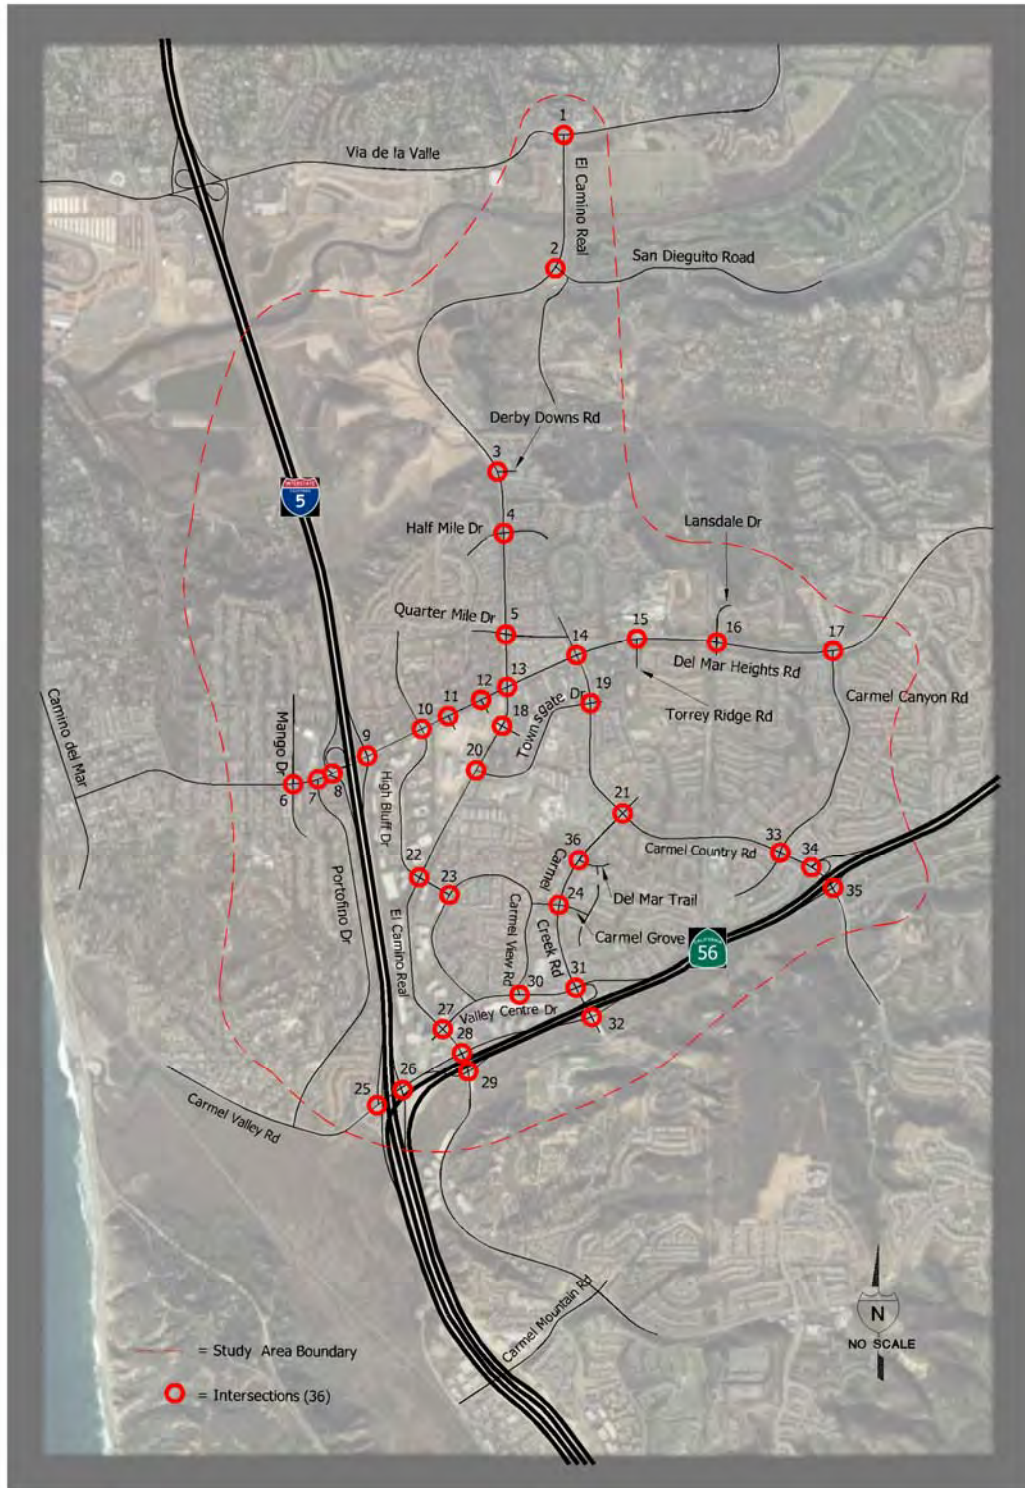 1
Via de la Valle
El Camino Real
2
San Dieguito Road
Derby Downs Rd
3
INTERSTATE
CALIFORNIA
5
4
Half Mile Dr
Lansdale Dr
Quarter Mile Dr
5
14
15
16
17
Del Mar Heights Rd
13
12
11
10
Camino del Mar
Mango Dr
9
18
Townsgate Dr
19
Torrey Ridge Rd
Carmel Canyon Rd
6
7
8
High Bluff Dr
20
21
22
23
36
Carmel
Creek Rd
Carmel Country Rd
33
34
35
Portofino Dr
El Camino Real
Carmel View Rd
24
Del Mar Trail
Carmel Grove
CALIFORNIA
56
30
31
27
Valley Centre Dr
32
28
29
26
25
Carmel Valley Rd
Carmel Mountain Rd
N
NO SCALE
= Study Area Boundary
= Intersections (36)